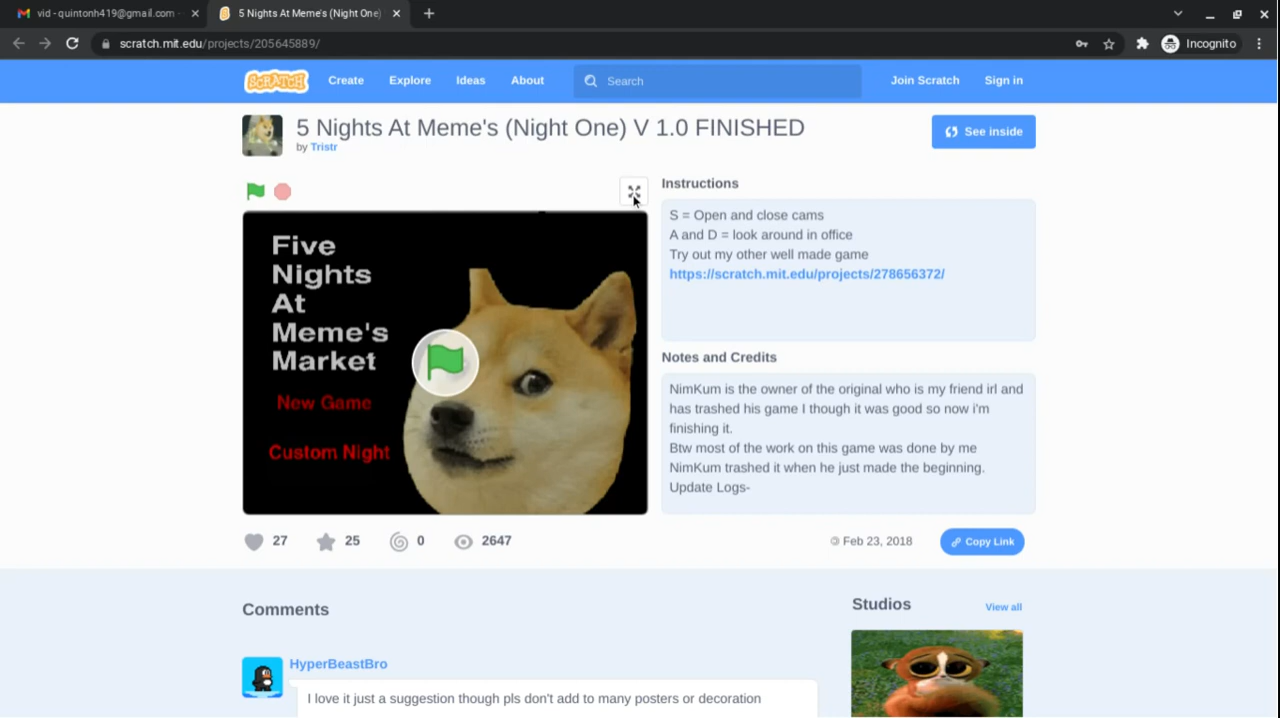 vid - quintonh419@gmail.com -
5 Nights At Meme's (Night One)
scratch.mit.edu/projects/205645889/
Incognito
SCRATCH
Create
Explore
Ideas
About
Search
Join Scratch
Sign in
5 Nights At Meme's (Night One) V 1.0 FINISHED
by Tristr
See inside
Five
Nights
At
Meme's
Market
New Game
Custom Night
Instructions
S = Open and close cams
A and D = look around in office
Try out my other well made game
https://scratch.mit.edu/projects/278656372/
Notes and Credits
NimKum is the owner of the original who is my friend irl and
has trashed his game I though it was good so now i'm
finishing it.
Btw most of the work on this game was done by me
NimKum trashed it when he just made the beginning.
Update Logs-
27
25
0
2647
© Feb 23, 2018
Copy Link
Comments
Studios
View all
HyperBeastBro
I love it just a suggestion though pls don't add to many posters or decoration